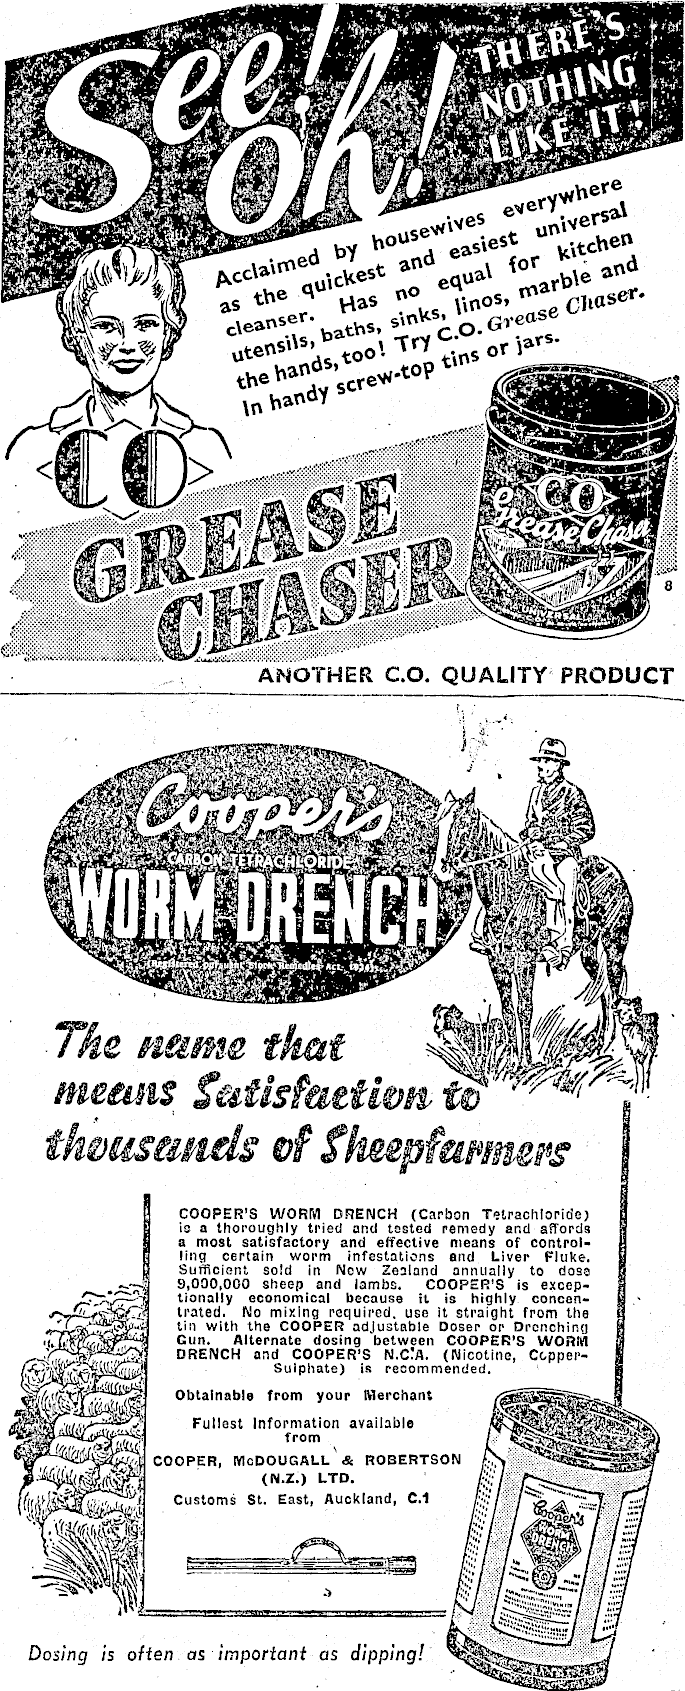 See!
oh!
THERE'S
NOTHING
LIKE IT!
Acclaimed by housewives everywhere
as the quickest and easiest universal
cleanser. Has no equal for kitchen
utensils, baths, sinks, linos, marble and
the hands, too! Try C.O. Grease Chaser.
In handy screw-top tins or jars.
CO
GREASE
CHASER
CO
Grease Chaser
8
ANOTHER C.O. QUALITY PRODUCT
Cooper's
CARBON TETRACHLORIDE
WORM DRENCH
The name that
means Satisfaction to
thousands of Sheepfarmers
COOPER'S WORM DRENCH (Carbon Tetrachloride)
is a thoroughly tried and tested remedy and affords
a most satisfactory and effective means of control-
ling certain worm infestations and Liver Fluke.
Sufficient sold in New Zealand annually to dose
9,000,000 sheep and lambs. COOPER'S is excep-
tionally economical because it is highly concen-
trated. No mixing required, use it straight from the
tin with the COOPER adjustable Doser or Drenching
Gun. Alternate dosing between COOPER'S WORM
DRENCH and COOPER'S N.C.A. (Nicotine, Copper-
Sulphate) is recommended.
Obtainable from your Merchant
Fullest Information available
from
COOPER, McDOUGALL & ROBERTSON
(N.Z.) LTD.
Customs St. East, Auckland, C.1
Cooper's
WORM
DRENCH
Dosing is often as important as dipping!